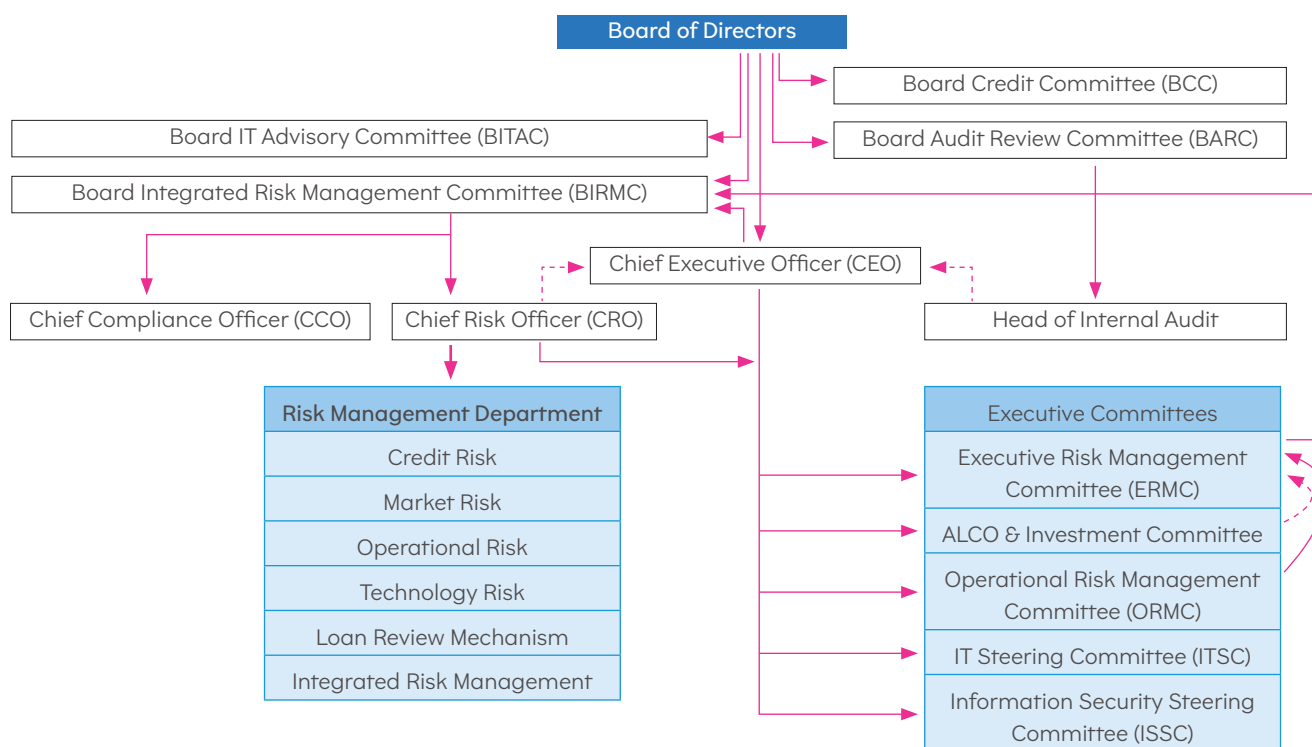 Board of Directors
Board Credit Committee (BCC)
Board IT Advisory Committee (BITAC)
Board Audit Review Committee (BARC)
Board Integrated Risk Management Committee (BIRMC)
Chief Executive Officer (CEO)
Chief Compliance Officer (CCO)
Chief Risk Officer (CRO)
Head of Internal Audit
Risk Management Department
Credit Risk
Market Risk
Operational Risk
Technology Risk
Loan Review Mechanism
Integrated Risk Management
Executive Committees
Executive Risk Management
Committee (ERMC)
ALCO & Investment Committee
Operational Risk Management
Committee (ORMC)
IT Steering Committee (ITSC)
Information Security Steering
Committee (ISSC)